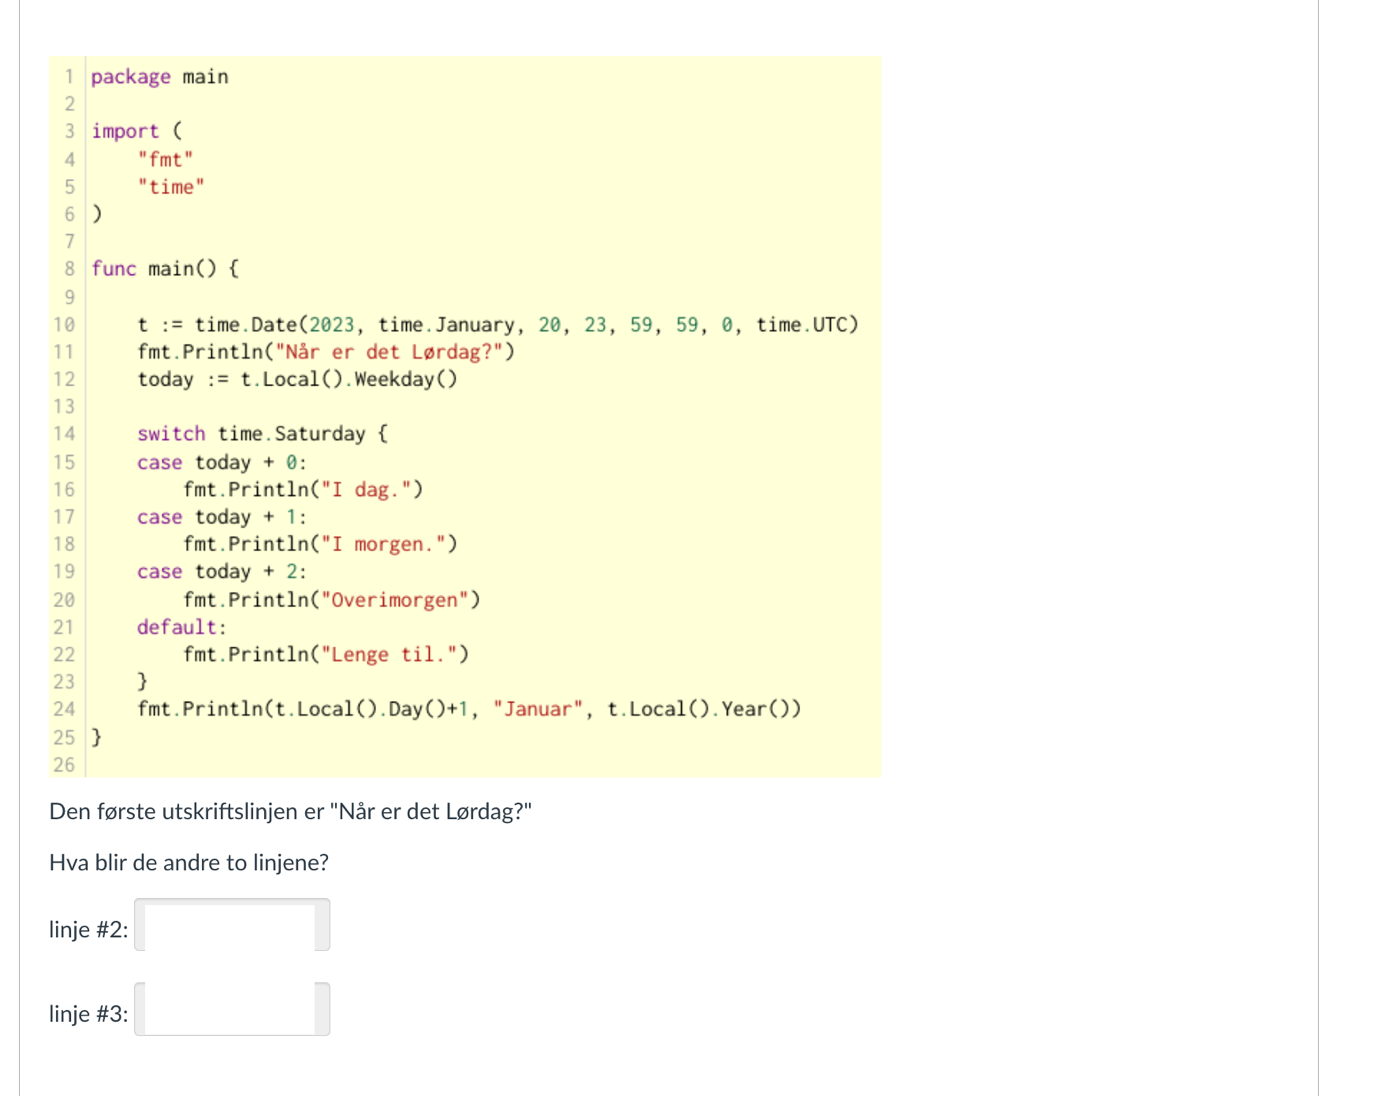 1 package main
2
3 import (
4     "fmt"
5     "time"
6 )
7
8 func main() {
9
10     t := time.Date(2023, time.January, 20, 23, 59, 59, 0, time.UTC)
11     fmt.Println("Når er det Lørdag?")
12     today := t.Local().Weekday()
13
14     switch time.Saturday {
15     case today + 0:
16         fmt.Println("I dag.")
17     case today + 1:
18         fmt.Println("I morgen.")
19     case today + 2:
20         fmt.Println("Overimorgen")
21     default:
22         fmt.Println("Lenge til.")
23     }
24     fmt.Println(t.Local().Day()+1, "Januar", t.Local().Year())
25 }
26
Den første utskriftslinjen er "Når er det Lørdag?"
Hva blir de andre to linjene?
linje #2:
linje #3: